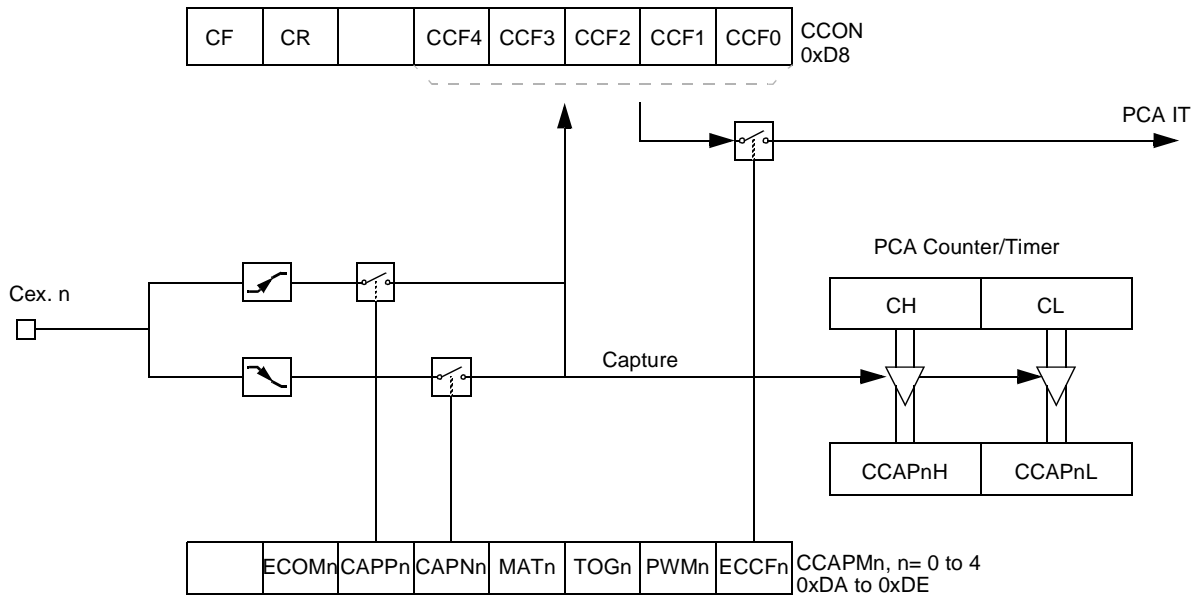 CF CR CCF4 CCF3 CCF2 CCF1 CCF0 CCON
0xD8
PCA IT
PCA Counter/Timer
Cex. n
CH CL
Capture
CCAPnH CCAPnL
ECOMn CAPPn CAPNn MATn TOGn PWMn ECCFn CCAPMn, n= 0 to 4
0xDA to 0xDE